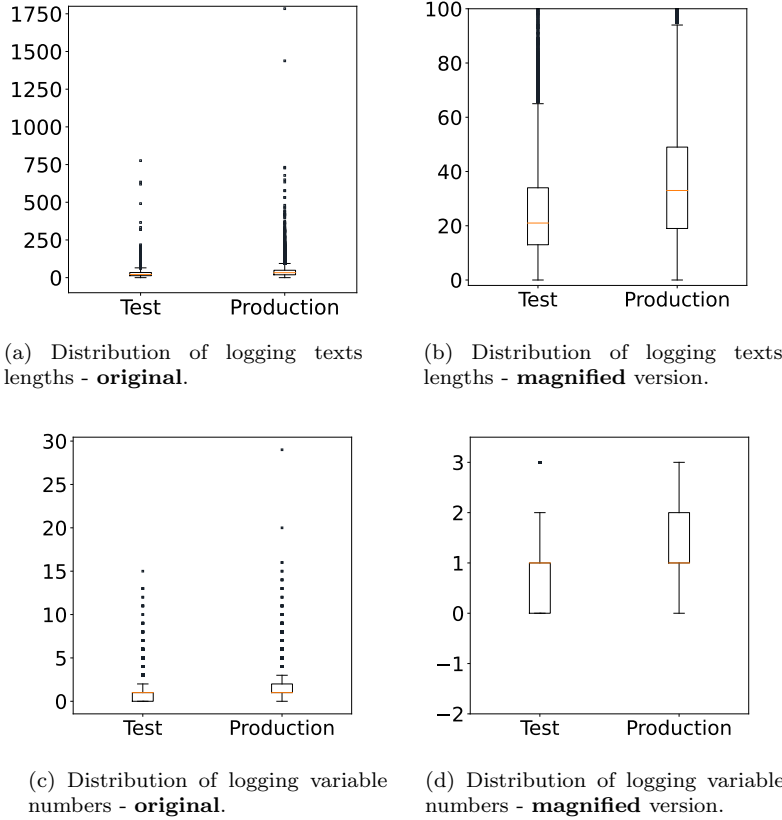 1750
1500
1250
1000
750
500
250
0
Test Production
(a) Distribution of logging texts
lengths - original.
100
80
60
40
20
0
Test Production
(b) Distribution of logging texts
lengths - magnified version.
30
25
20
15
10
5
0
Test Production
(c) Distribution of logging variable
numbers - original.
3
2
1
0
−1
−2
Test Production
(d) Distribution of logging variable
numbers - magnified version.